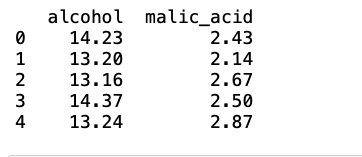 alcohol malic_acid
0 14.23 2.43
1 13.20 2.14
2 13.16 2.67
3 14.37 2.50
4 13.24 2.87